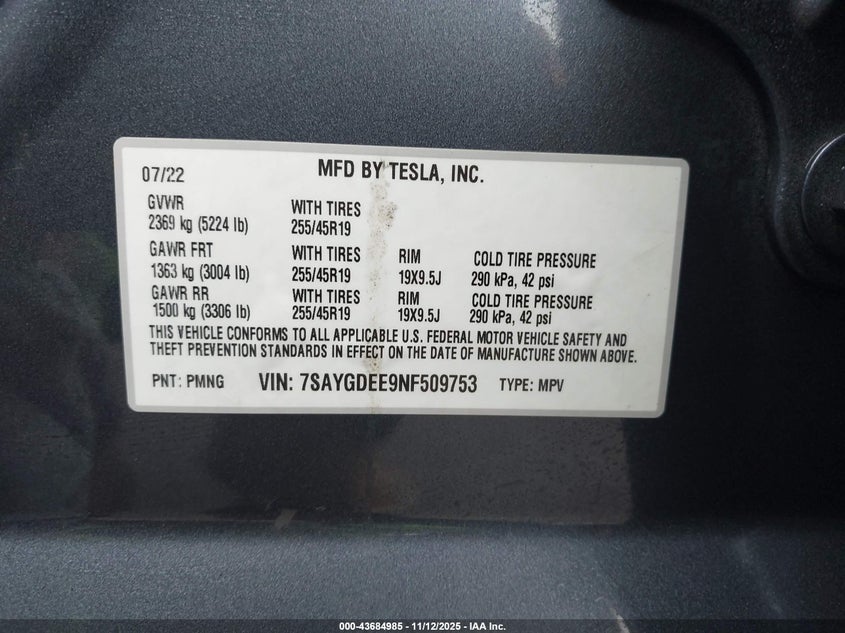 07/22 MFD BY TESLA, INC.
GVWR WITH TIRES
2369 kg (5224 lb) 255/45R19
GAWR FRT WITH TIRES RIM COLD TIRE PRESSURE
1363 kg (3004 lb) 255/45R19 19X9.5J 290 kPa, 42 psi
GAWR RR WITH TIRES RIM COLD TIRE PRESSURE
1500 kg (3306 lb) 255/45R19 19X9.5J 290 kPa, 42 psi
THIS VEHICLE CONFORMS TO ALL APPLICABLE U.S. FEDERAL MOTOR VEHICLE SAFETY AND
THEFT PREVENTION STANDARDS IN EFFECT ON THE DATE OF MANUFACTURE SHOWN ABOVE.
PNT: PMNG VIN: 7SAYGDEE9NF509753 TYPE: MPV
000-43684985 - 11/12/2025 - IAA Inc.